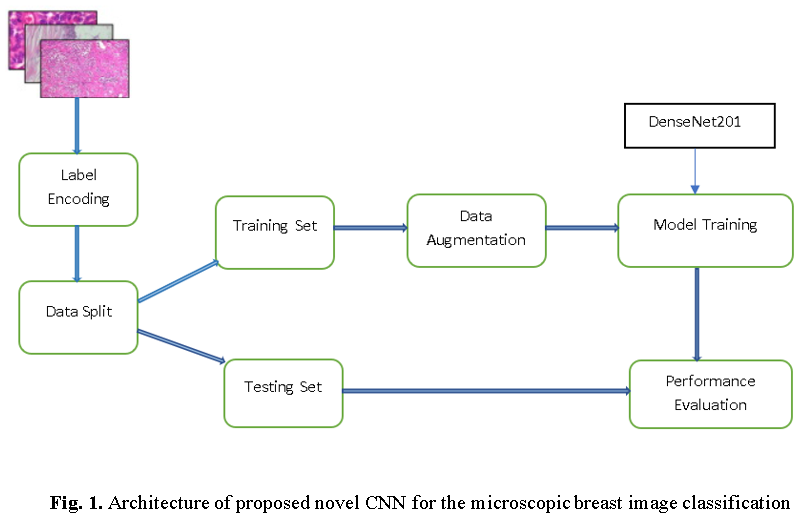 DenseNet201
Label
Encoding
Training Set
Data
Augmentation
Model Training
Data Split
Testing Set
Performance
Evaluation
Fig. 1. Architecture of proposed novel CNN for the microscopic breast image classification